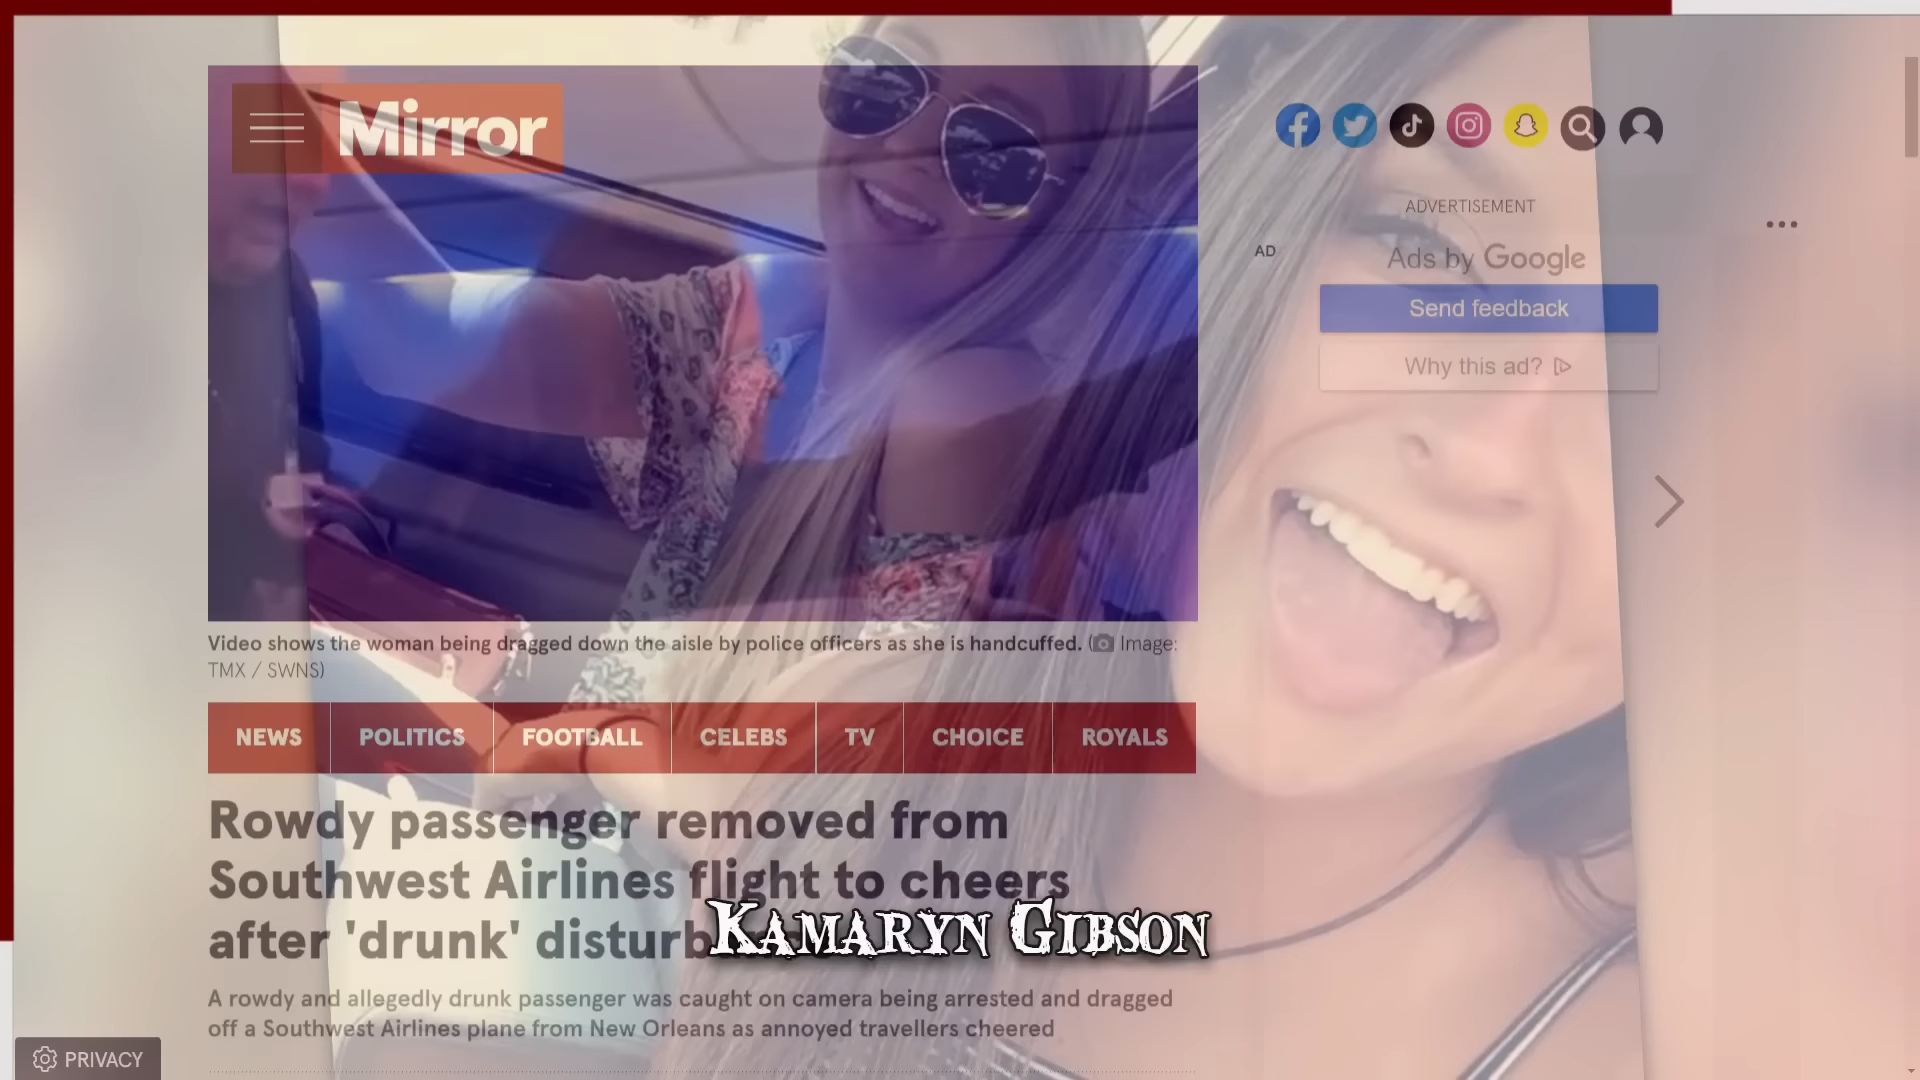 Mirror
ADVERTISEMENT
AD
Ads by Google
Send feedback
Why this ad?
Video shows the woman being dragged down the aisle by police officers as she is handcuffed. (Image:
TMX / SWNS)
NEWS POLITICS FOOTBALL CELEBS TV CHOICE ROYALS
Rowdy passenger removed from
Southwest Airlines flight to cheers
after 'drunk'
KAMARYN GIBSON
A rowdy and allegedly drunk passenger was caught on camera being arrested and dragged
off a Southwest Airlines plane from New Orleans as annoyed travellers cheered
PRIVACY